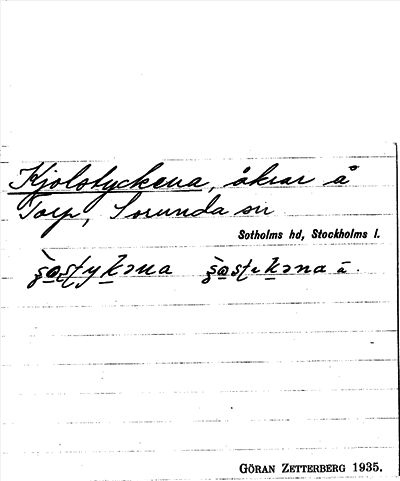 Kjolstyckena, åkrar å
Torp, Sorunda sn
Sotholms hd, Stockholms l.
GÖRAN ZETTERBERG 1935.